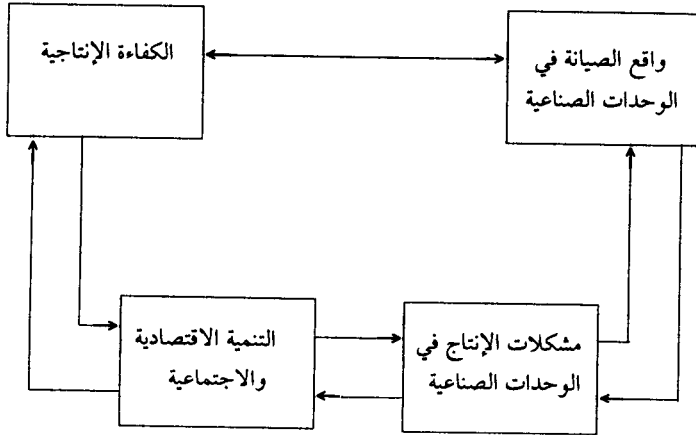 واقع الصيانة في
الوحدات الصناعية
الكفاءة الإنتاجية
مشكلات الإنتاج في
الوحدات الصناعية
التنمية الاقتصادية
والاجتماعية